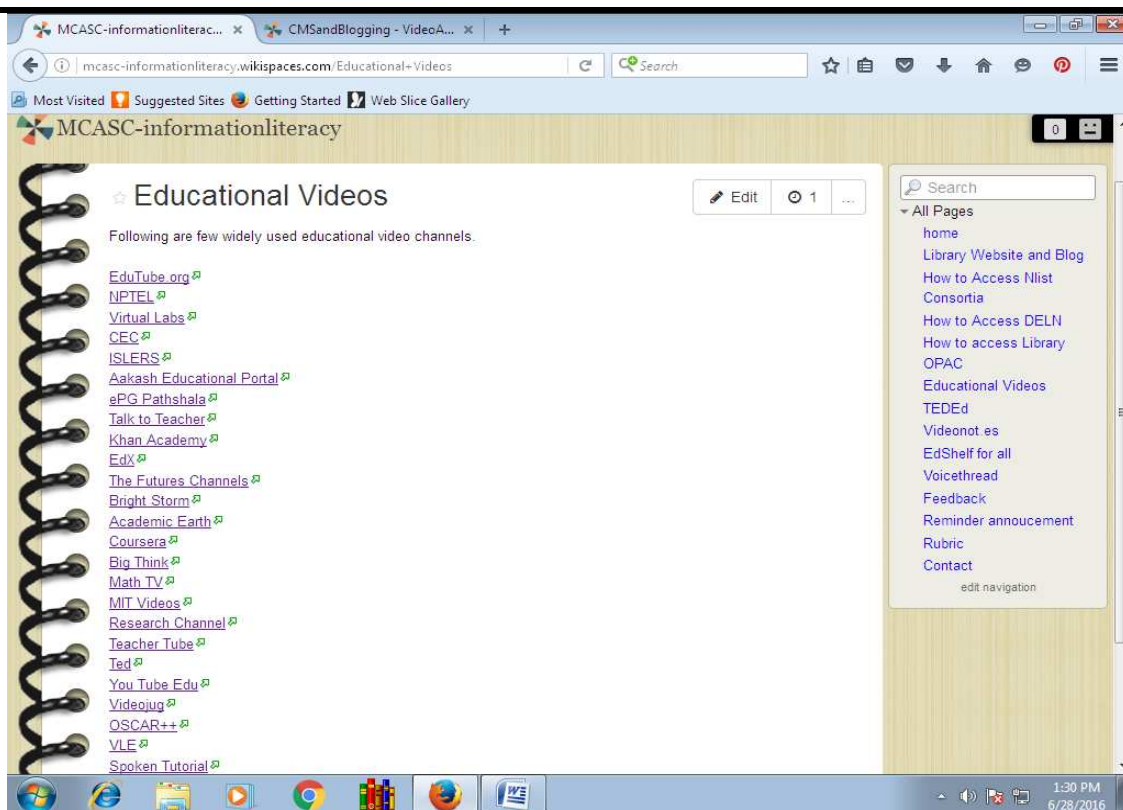 MCASC-informationliterac... ×
CMSandBlogging - VideoA... ×
+
mcasc-informationliteracy.wikispaces.com/Educational+Videos
Search
Most Visited Suggested Sites Getting Started Web Slice Gallery
MCASC-informationliteracy
0
Educational Videos
Edit 1 ...
Following are few widely used educational video channels.
EduTube.org
NPTEL
Virtual Labs
CEC
ISLERS
Aakash Educational Portal
ePG Pathshala
Talk to Teacher
Khan Academy
EdX
The Futures Channels
Bright Storm
Academic Earth
Coursera
Big Think
Math TV
MIT Videos
Research Channel
Teacher Tube
Ted
You Tube Edu
Videojug
OSCAR++
VLE
Spoken Tutorial
Search
All Pages
home
Library Website and Blog
How to Access Nlist
Consortia
How to Access DELN
How to access Library
OPAC
Educational Videos
TEDEd
Videonot.es
EdShelf for all
Voicethread
Feedback
Reminder annoucement
Rubric
Contact
edit navigation
1:30 PM
6/28/2016